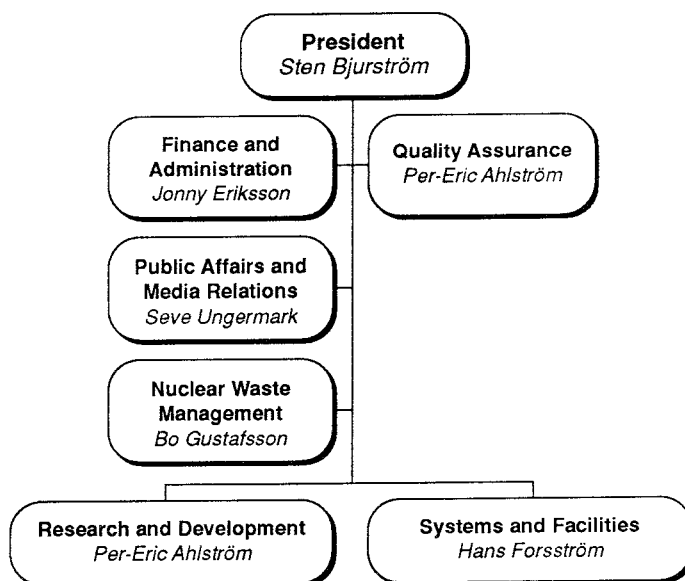 President
Sten Bjurström
Finance and
Administration
Jonny Eriksson
Quality Assurance
Per-Eric Ahlström
Public Affairs and
Media Relations
Seve Ungermark
Nuclear Waste
Management
Bo Gustafsson
Research and Development
Per-Eric Ahlström
Systems and Facilities
Hans Forsström